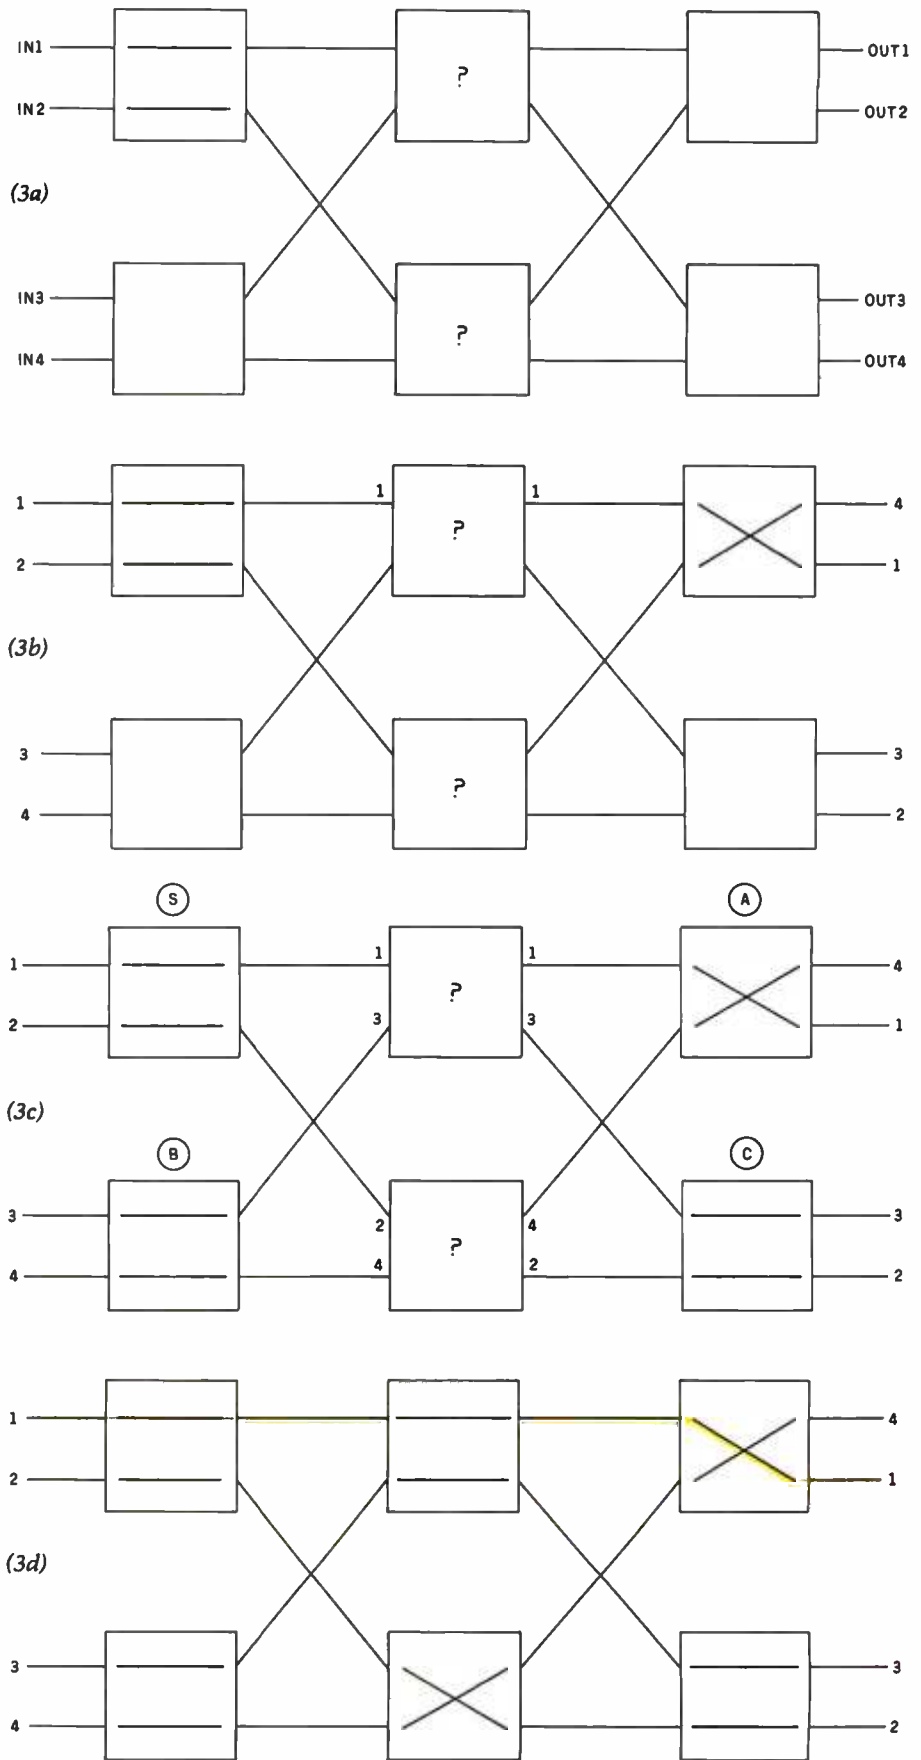 IN1 ? OUT1
IN2 OUT2
(3a)
IN3 OUT3
IN4 ? OUT4
1 1 1 4
2 ? 1
(3b)
3 3
4 ? 2
S A
1 1 1 4
2 3 ? 3 1
(3c)
B C
3 2 4 3
4 4 ? 2 2
1 4
2 1
(3d)
3 3
4 2